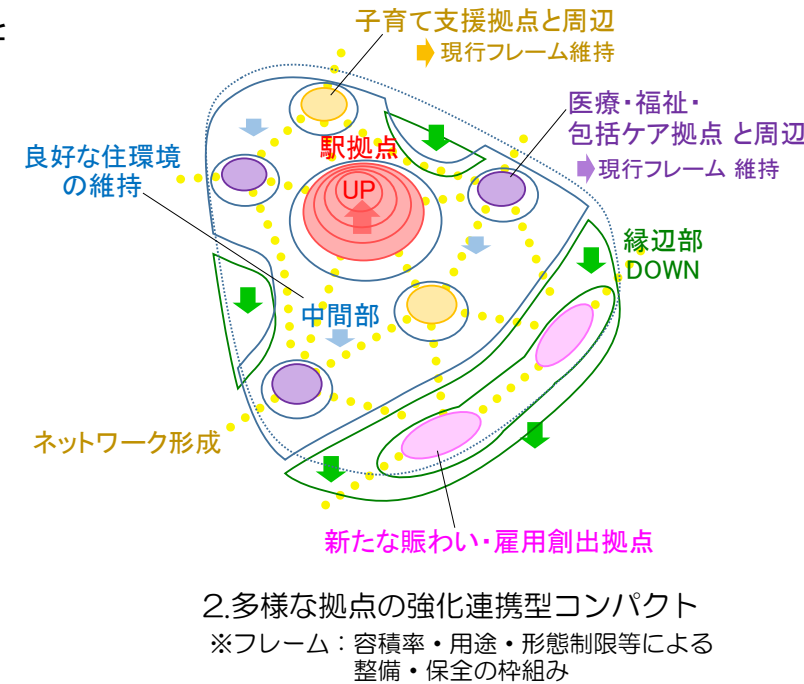 と
子育て支援拠点と周辺
現行フレーム維持
医療・福祉・
包括ケア拠点 と周辺
現行フレーム 維持
駅拠点
UP
良好な住環境
の維持
縁辺部
DOWN
中間部
ネットワーク形成
新たな賑わい・雇用創出拠点
2.多様な拠点の強化連携型コンパクト
※フレーム：容積率・用途・形態制限等による
整備・保全の枠組み